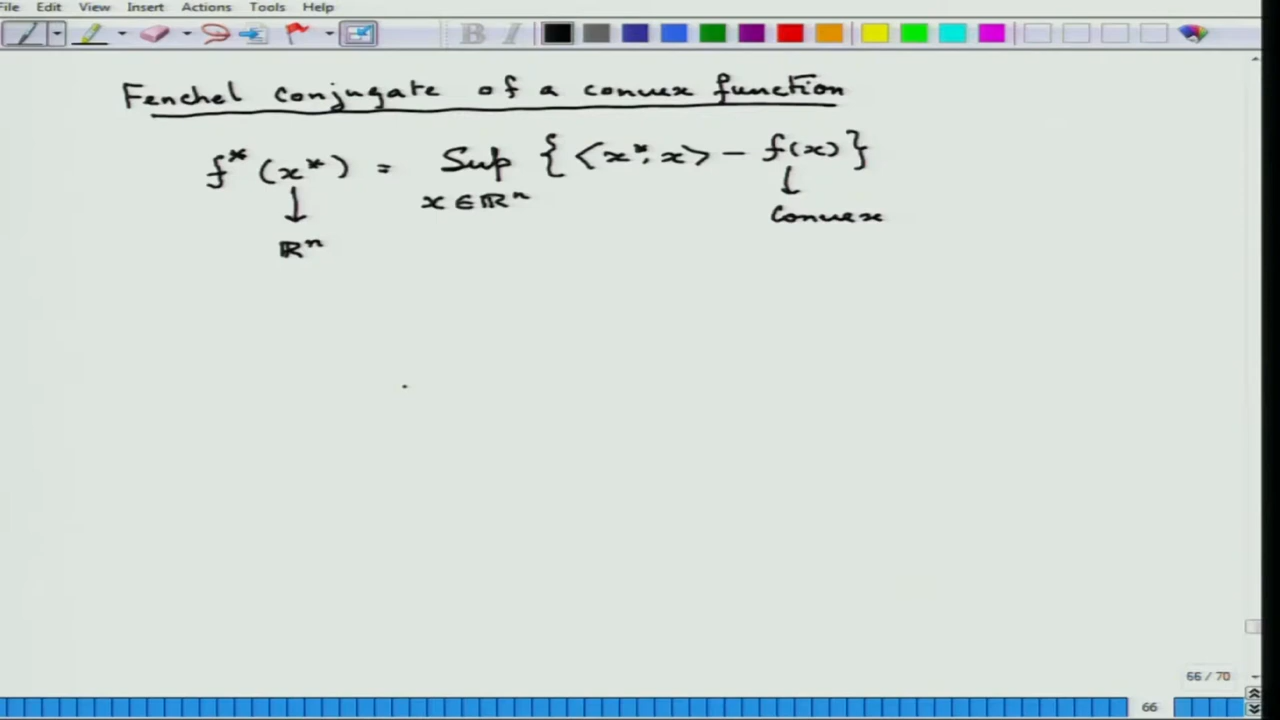 File Edit View Insert Actions Tools Help
B I
Fenchel conjugate of a convex function
f*(x*) = Sup { <x*, x> - f(x) }
x ∈ ℝⁿ
↓ ↓
ℝⁿ convex
66 / 70
66